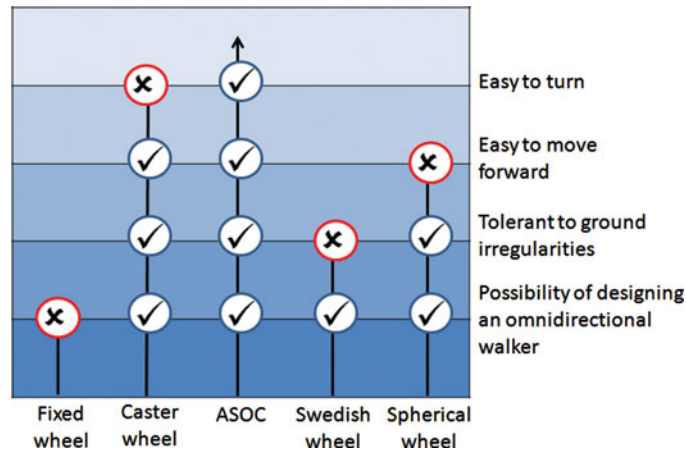 Easy to turn
Easy to move
forward
Tolerant to ground
irregularities
Possibility of designing
an omnidirectional
walker
Fixed
wheel
Caster
wheel
ASOC
Swedish
wheel
Spherical
wheel